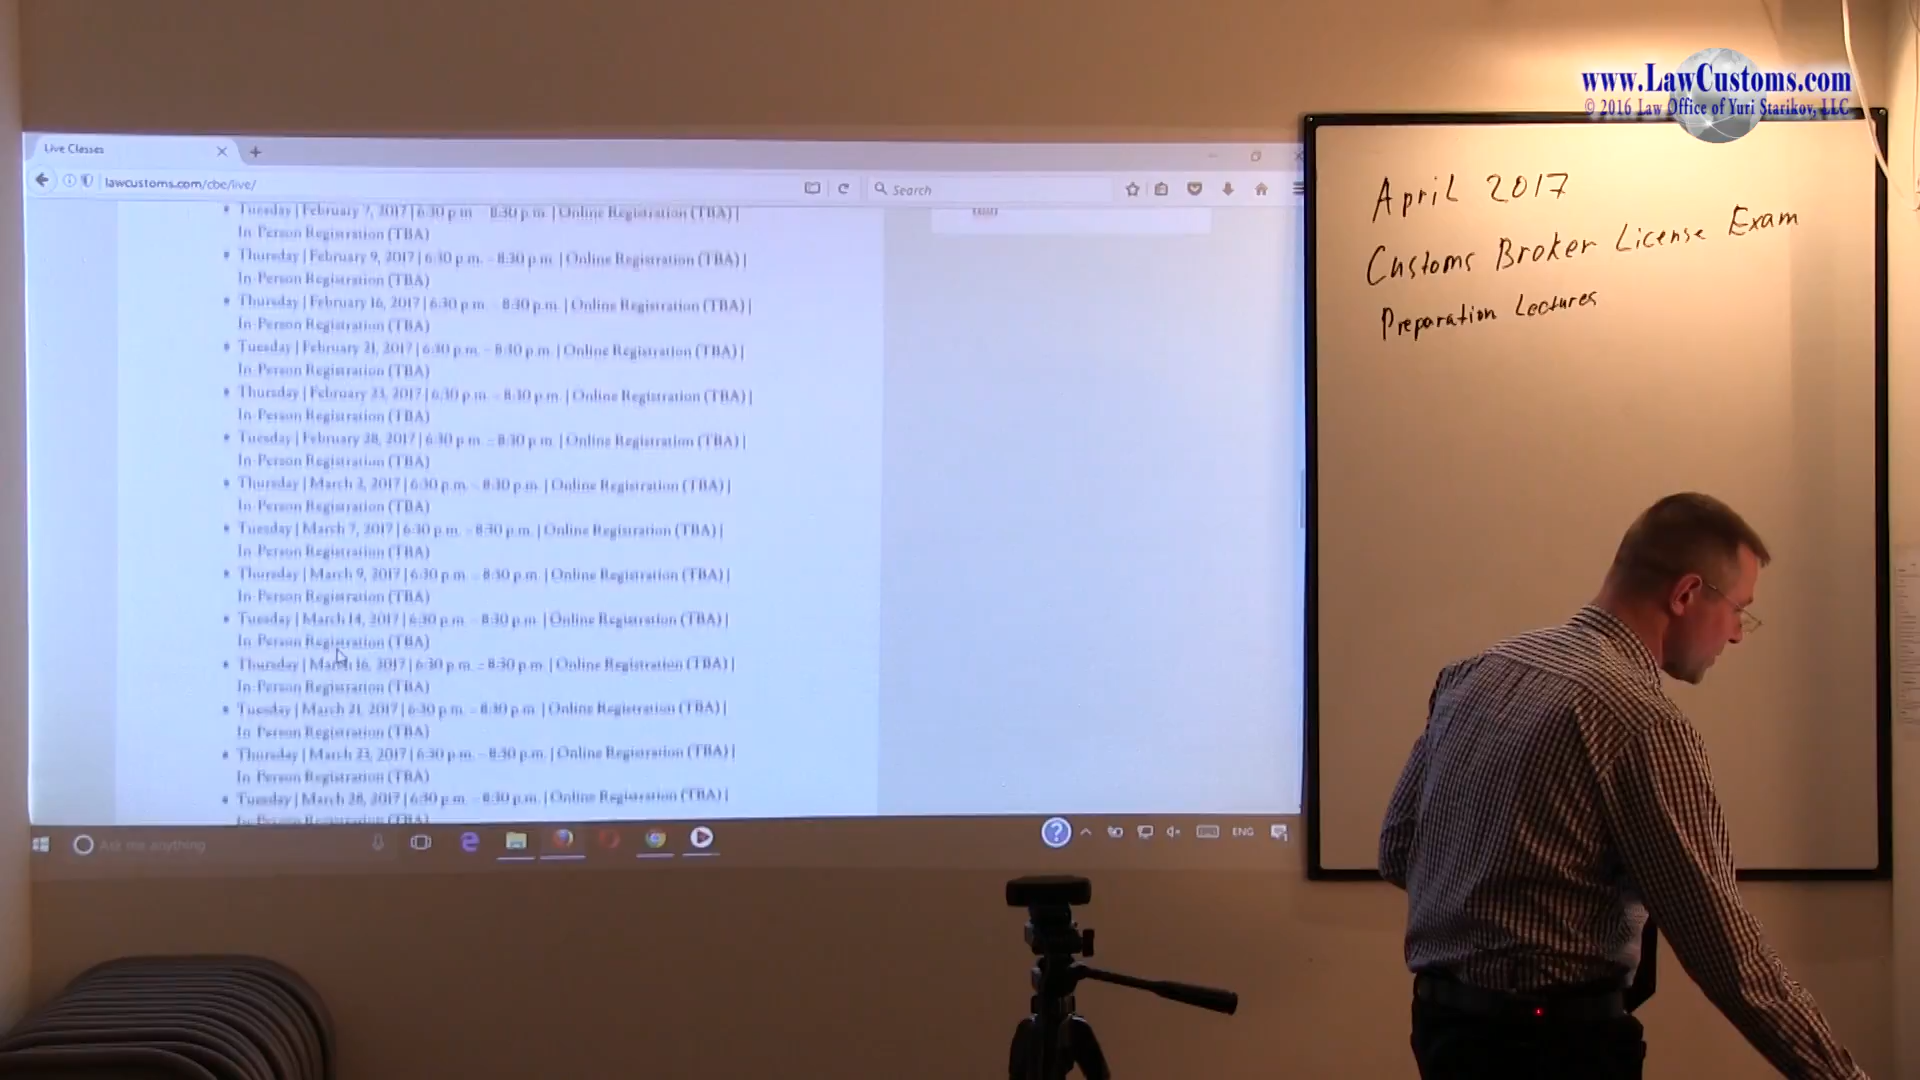 www.LawCustoms.com
© 2016 Law Office of Yuri Starikov, LLC
Live Classes
lawcustoms.com/cbe/live/
Search
Tuesday | February 7, 2017 | 6:30 p.m. – 8:30 p.m. | Online Registration (TBA) |
In-Person Registration (TBA)
Thursday | February 9, 2017 | 6:30 p.m. – 8:30 p.m. | Online Registration (TBA) |
In-Person Registration (TBA)
Thursday | February 16, 2017 | 6:30 p.m. – 8:30 p.m. | Online Registration (TBA) |
In-Person Registration (TBA)
Tuesday | February 21, 2017 | 6:30 p.m. – 8:30 p.m. | Online Registration (TBA) |
In-Person Registration (TBA)
Thursday | February 23, 2017 | 6:30 p.m. – 8:30 p.m. | Online Registration (TBA) |
In-Person Registration (TBA)
Tuesday | February 28, 2017 | 6:30 p.m. – 8:30 p.m. | Online Registration (TBA) |
In-Person Registration (TBA)
Thursday | March 2, 2017 | 6:30 p.m. – 8:30 p.m. | Online Registration (TBA) |
In-Person Registration (TBA)
Tuesday | March 7, 2017 | 6:30 p.m. – 8:30 p.m. | Online Registration (TBA) |
In-Person Registration (TBA)
Thursday | March 9, 2017 | 6:30 p.m. – 8:30 p.m. | Online Registration (TBA) |
In-Person Registration (TBA)
Tuesday | March 14, 2017 | 6:30 p.m. – 8:30 p.m. | Online Registration (TBA) |
In-Person Registration (TBA)
Thursday | March 16, 2017 | 6:30 p.m. – 8:30 p.m. | Online Registration (TBA) |
In-Person Registration (TBA)
Tuesday | March 21, 2017 | 6:30 p.m. – 8:30 p.m. | Online Registration (TBA) |
In-Person Registration (TBA)
Thursday | March 23, 2017 | 6:30 p.m. – 8:30 p.m. | Online Registration (TBA) |
In-Person Registration (TBA)
Tuesday | March 28, 2017 | 6:30 p.m. – 8:30 p.m. | Online Registration (TBA) |
In-Person Registration (TBA)
Ask me anything
ENG
April 2017
Customs Broker License Exam
Preparation Lectures